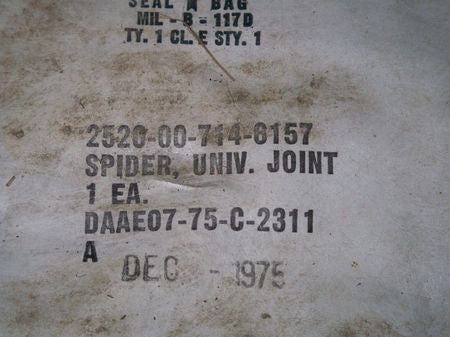 SEAL N BAG
MIL - B - 117D
TY. 1 CL. E STY. 1
2520-00-714-6157
SPIDER, UNIV. JOINT
1 EA.
DAAE07-75-C-2311
A
DEC - 1975